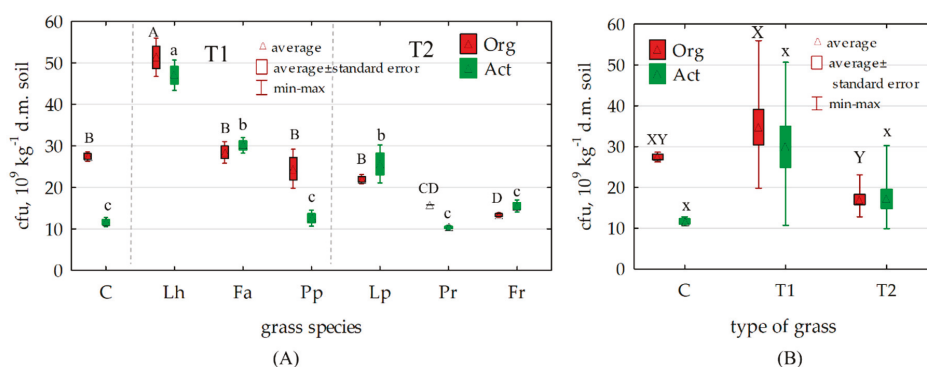 60
50
40
30
20
10
0
cfu, 10⁹ kg⁻¹ d.m. soil
T1
T2
average
average±standard error
min-max
Org
Act
B
c
A
a
B
b
B
c
B
b
CD
c
D
c
C
Lh
Fa
Pp
Lp
Pr
Fr
grass species
(A)
60
50
40
30
20
10
0
cfu, 10⁹ kg⁻¹ d.m. soil
Org
Act
average
average±
standard error
min-max
XY
x
X
x
Y
x
C
T1
T2
type of grass
(B)